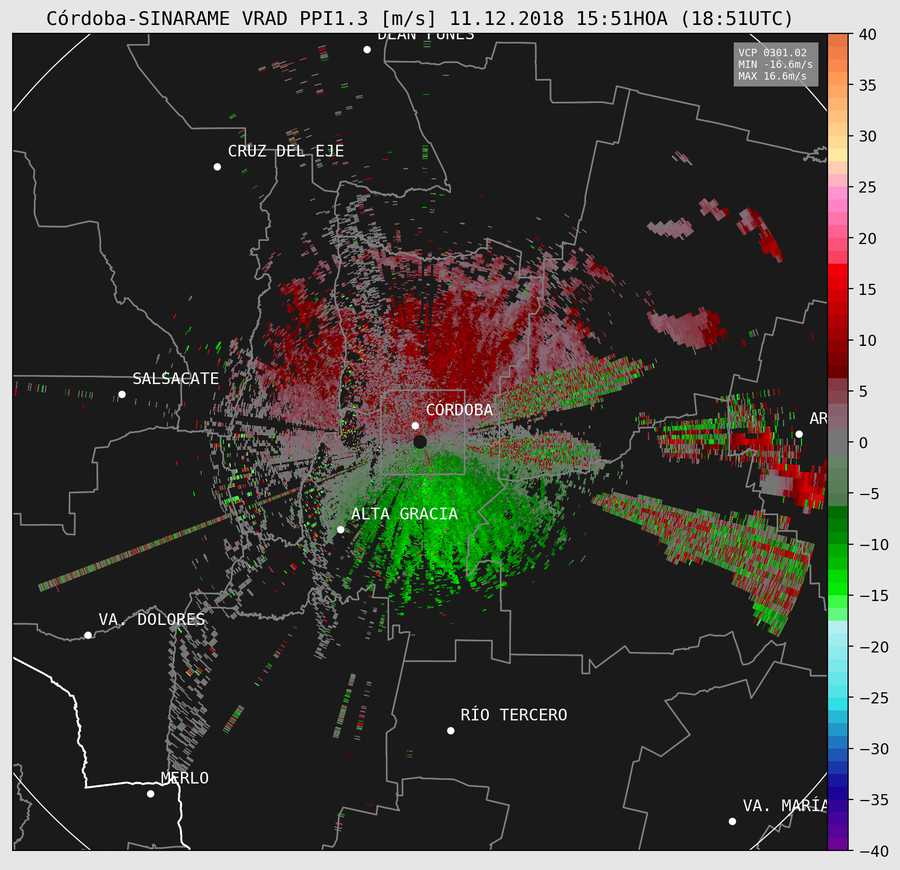 Córdoba-SINARAME VRAD PPI1.3 [m/s] 11.12.2018 15:51HOA (18:51UTC)
DEAN FUNES
VCP 0301.02
MIN -16.6m/s
MAX 16.6m/s
CRUZ DEL EJE
SALSACATE
CÓRDOBA
AR
ALTA GRACIA
VA. DOLORES
RÍO TERCERO
MERLO
VA. MARÍA
40
35
30
25
20
15
10
5
0
−5
−10
−15
−20
−25
−30
−35
−40